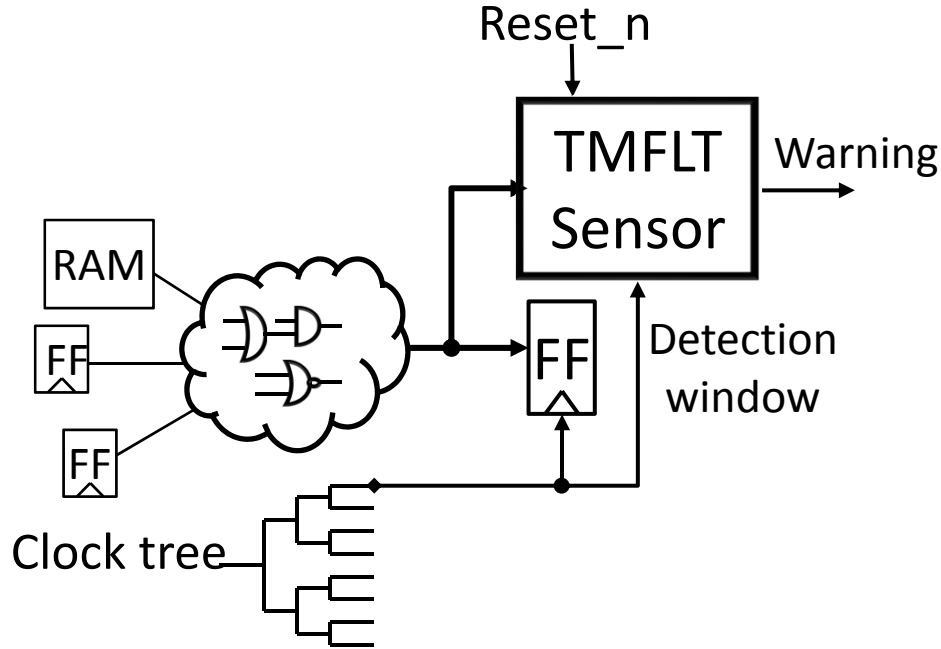 Reset_n
TMFLT
Sensor
Warning
RAM
FF
FF
FF
Detection
window
Clock tree